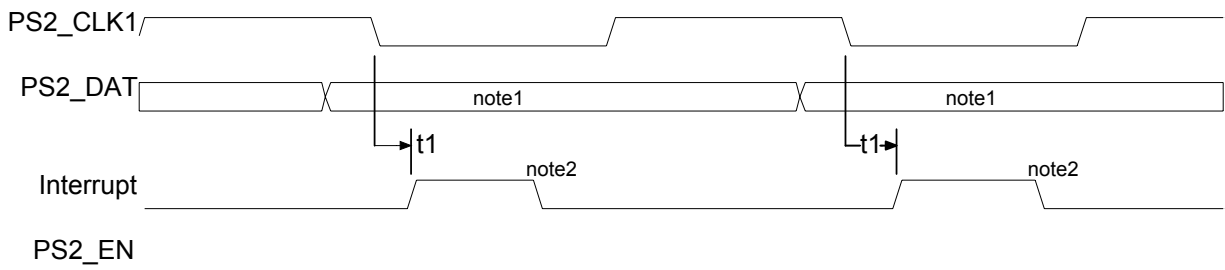 PS2_CLK1
PS2_DAT
note1 note1
t1 t1
Interrupt
note2 note2
PS2_EN